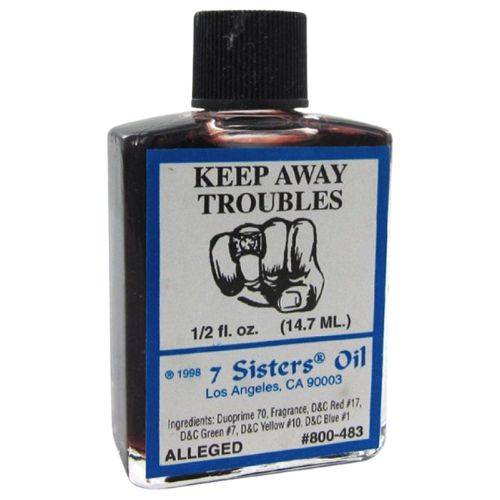 KEEP AWAY
TROUBLES
1/2 fl. oz. (14.7 ML.)
® 1998 7 Sisters® Oil
Los Angeles, CA 90003
Ingredients: Duoprime 70, Fragrance, D&C Red #17,
D&C Green #7, D&C Yellow #10, D&C Blue #1
ALLEGED #800-483